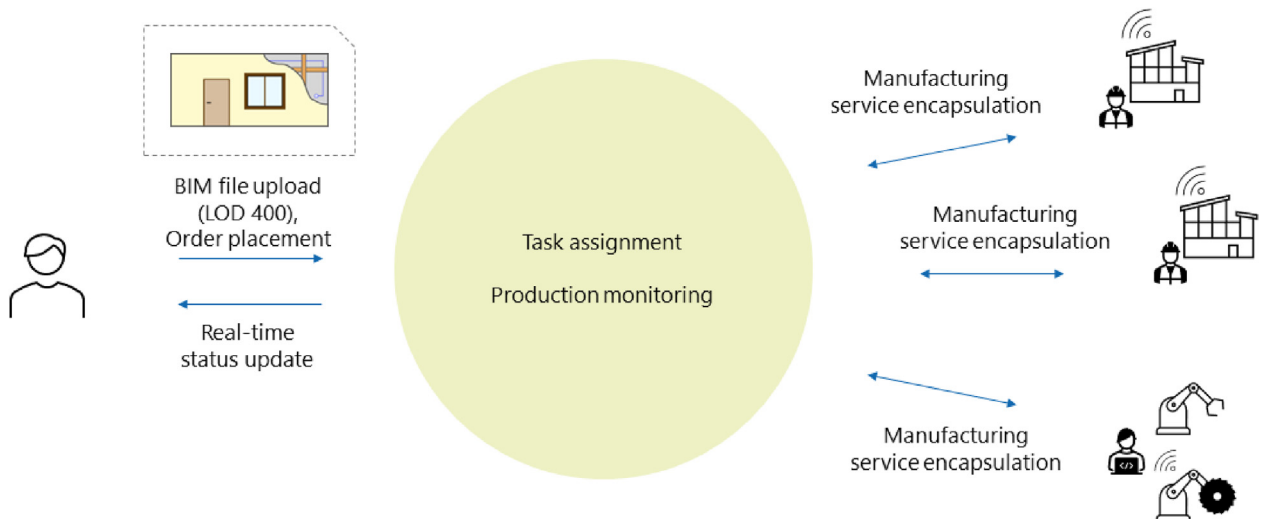 BIM file upload
(LOD 400),
Order placement
Real-time
status update
Task assignment
Production monitoring
Manufacturing
service encapsulation
Manufacturing
service encapsulation
Manufacturing
service encapsulation